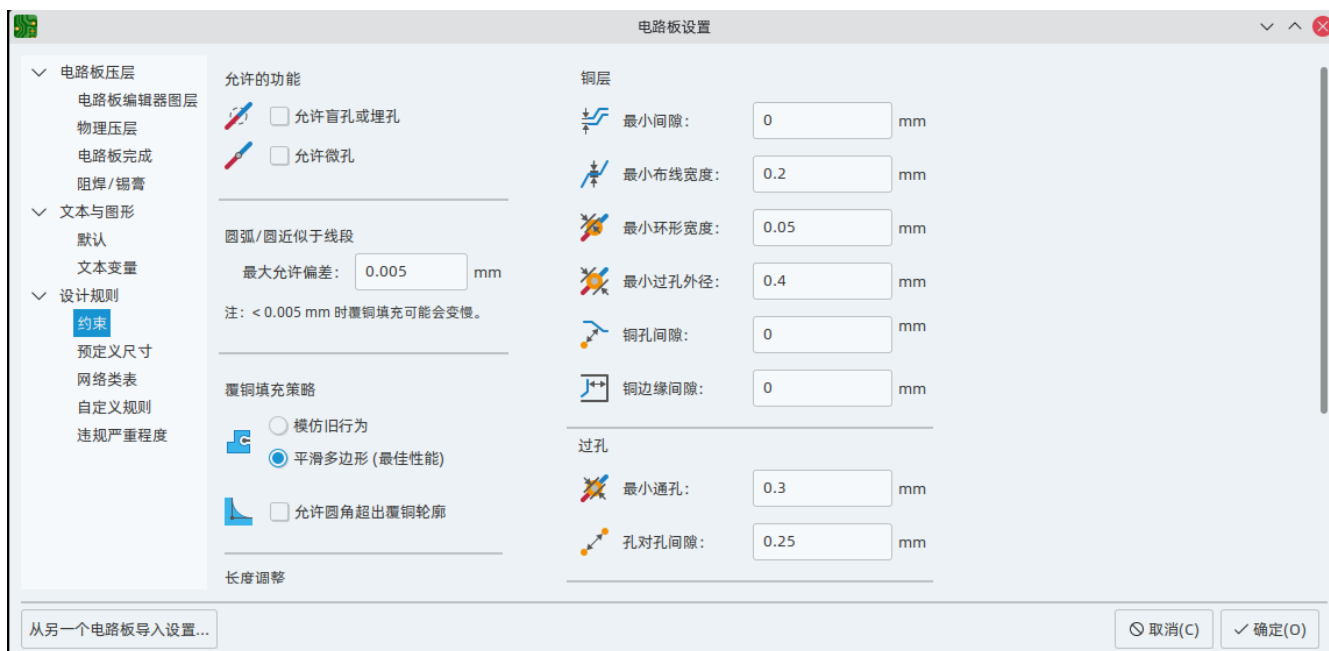 电路板设置
电路板压层
电路板编辑器图层
物理压层
电路板完成
阻焊/锡膏
文本与图形
默认
文本变量
设计规则
约束
预定义尺寸
网络类表
自定义规则
违规严重程度
允许的功能
允许盲孔或埋孔
允许微孔
圆弧/圆近似于线段
最大允许偏差: 0.005 mm
注: < 0.005 mm 时覆铜填充可能会变慢。
覆铜填充策略
模仿旧行为
平滑多边形 (最佳性能)
允许圆角超出覆铜轮廓
长度调整
铜层
最小间隙: 0 mm
最小布线宽度: 0.2 mm
最小环形宽度: 0.05 mm
最小过孔外径: 0.4 mm
铜孔间隙: 0 mm
铜边缘间隙: 0 mm
过孔
最小通孔: 0.3 mm
孔对孔间隙: 0.25 mm
从另一个电路板导入设置...
取消(C)
确定(O)